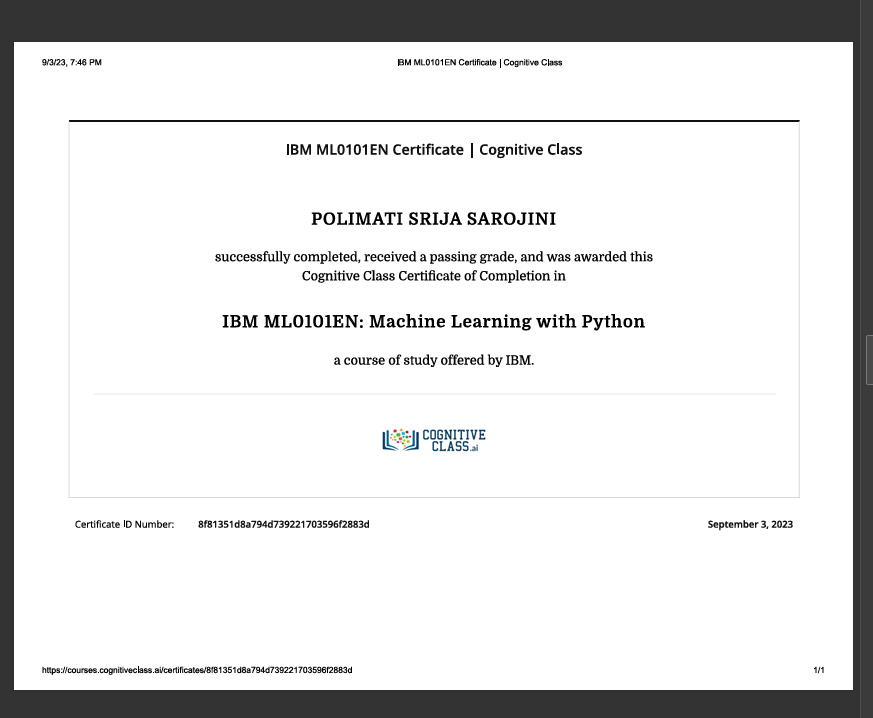 9/3/23, 7:46 PM
IBM ML0101EN Certificate | Cognitive Class
IBM ML0101EN Certificate | Cognitive Class
POLIMATI SRIJA SAROJINI
successfully completed, received a passing grade, and was awarded this
Cognitive Class Certificate of Completion in
IBM ML0101EN: Machine Learning with Python
a course of study offered by IBM.
COGNITIVE
CLASS.ai
Certificate ID Number: 8f81351d8a794d739221703596f2883d
September 3, 2023
https://courses.cognitiveclass.ai/certificates/8f81351d8a794d739221703596f2883d
1/1